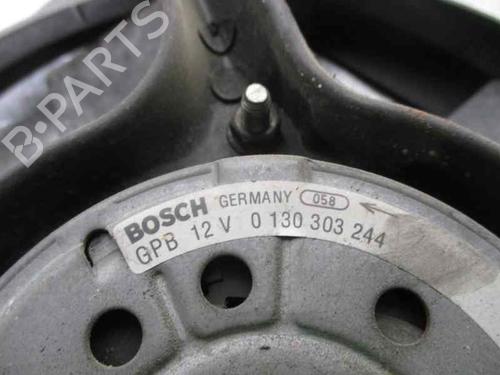 B-PARTS
BOSCH GERMANY 058
GPB 12 V 0 130 303 244